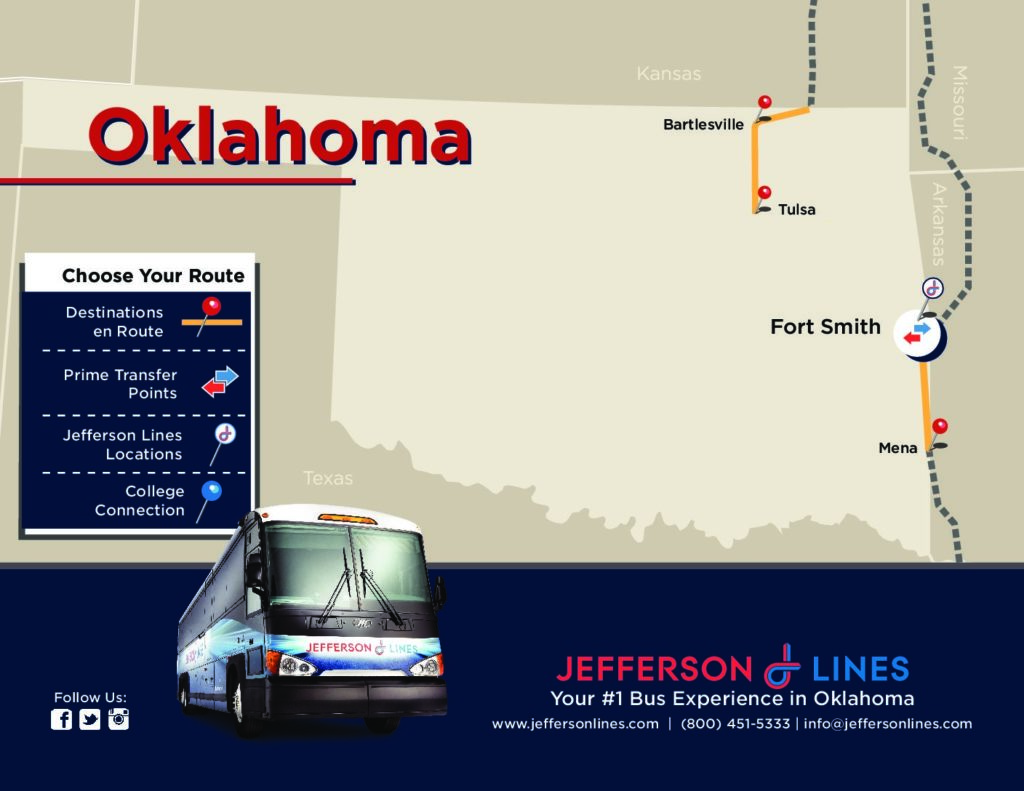 Kansas
Missouri
Oklahoma
Bartlesville
Tulsa
Arkansas
Choose Your Route
Destinations
en Route
Prime Transfer
Points
Jefferson Lines
Locations
College
Connection
Fort Smith
Mena
Texas
JEFFERSON LINES
JEFFERSON LINES
Your #1 Bus Experience in Oklahoma
www.jeffersonlines.com | (800) 451-5333 | info@jeffersonlines.com
Follow Us: